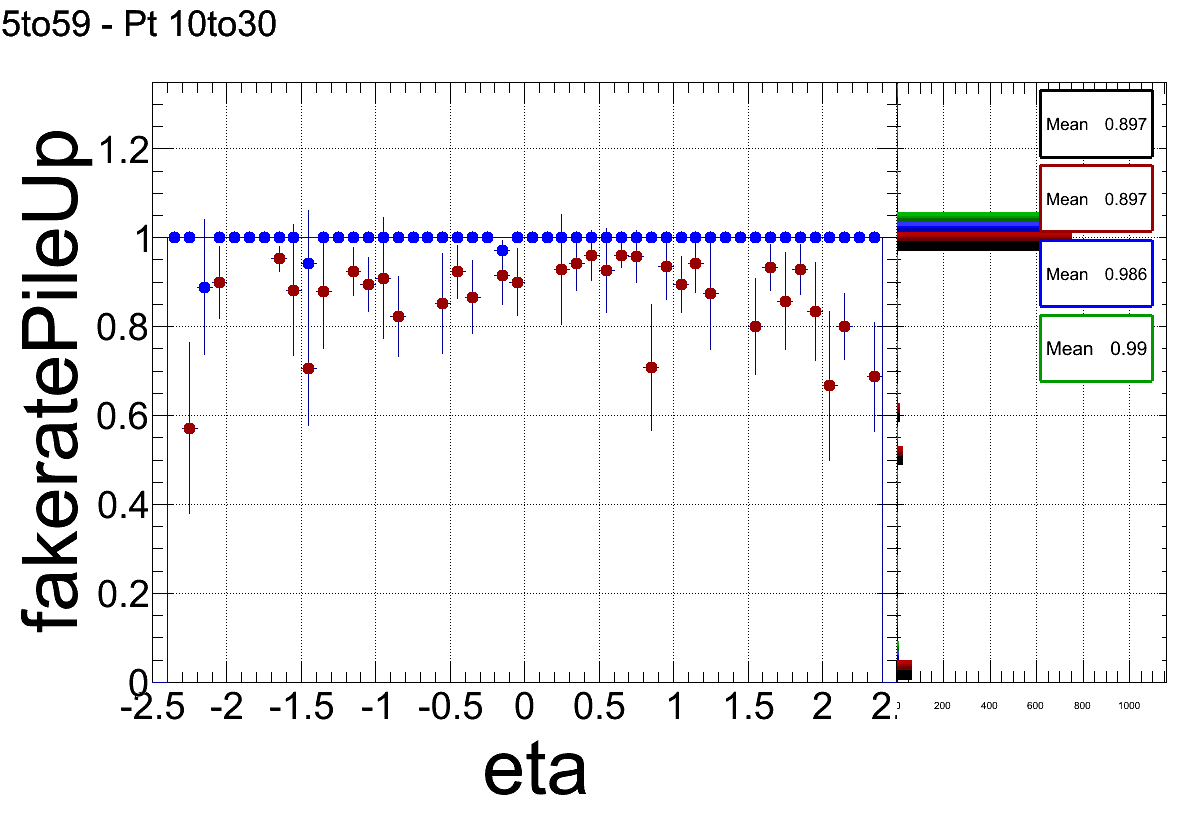 5to59 - Pt 10to30
fakeratePileUp
1.2
1
0.8
0.6
0.4
0.2
0
-2.5 -2 -1.5 -1 -0.5 0 0.5 1 1.5 2 2.
eta
Mean 0.897
Mean 0.897
Mean 0.986
Mean 0.99
200 400 600 800 1000